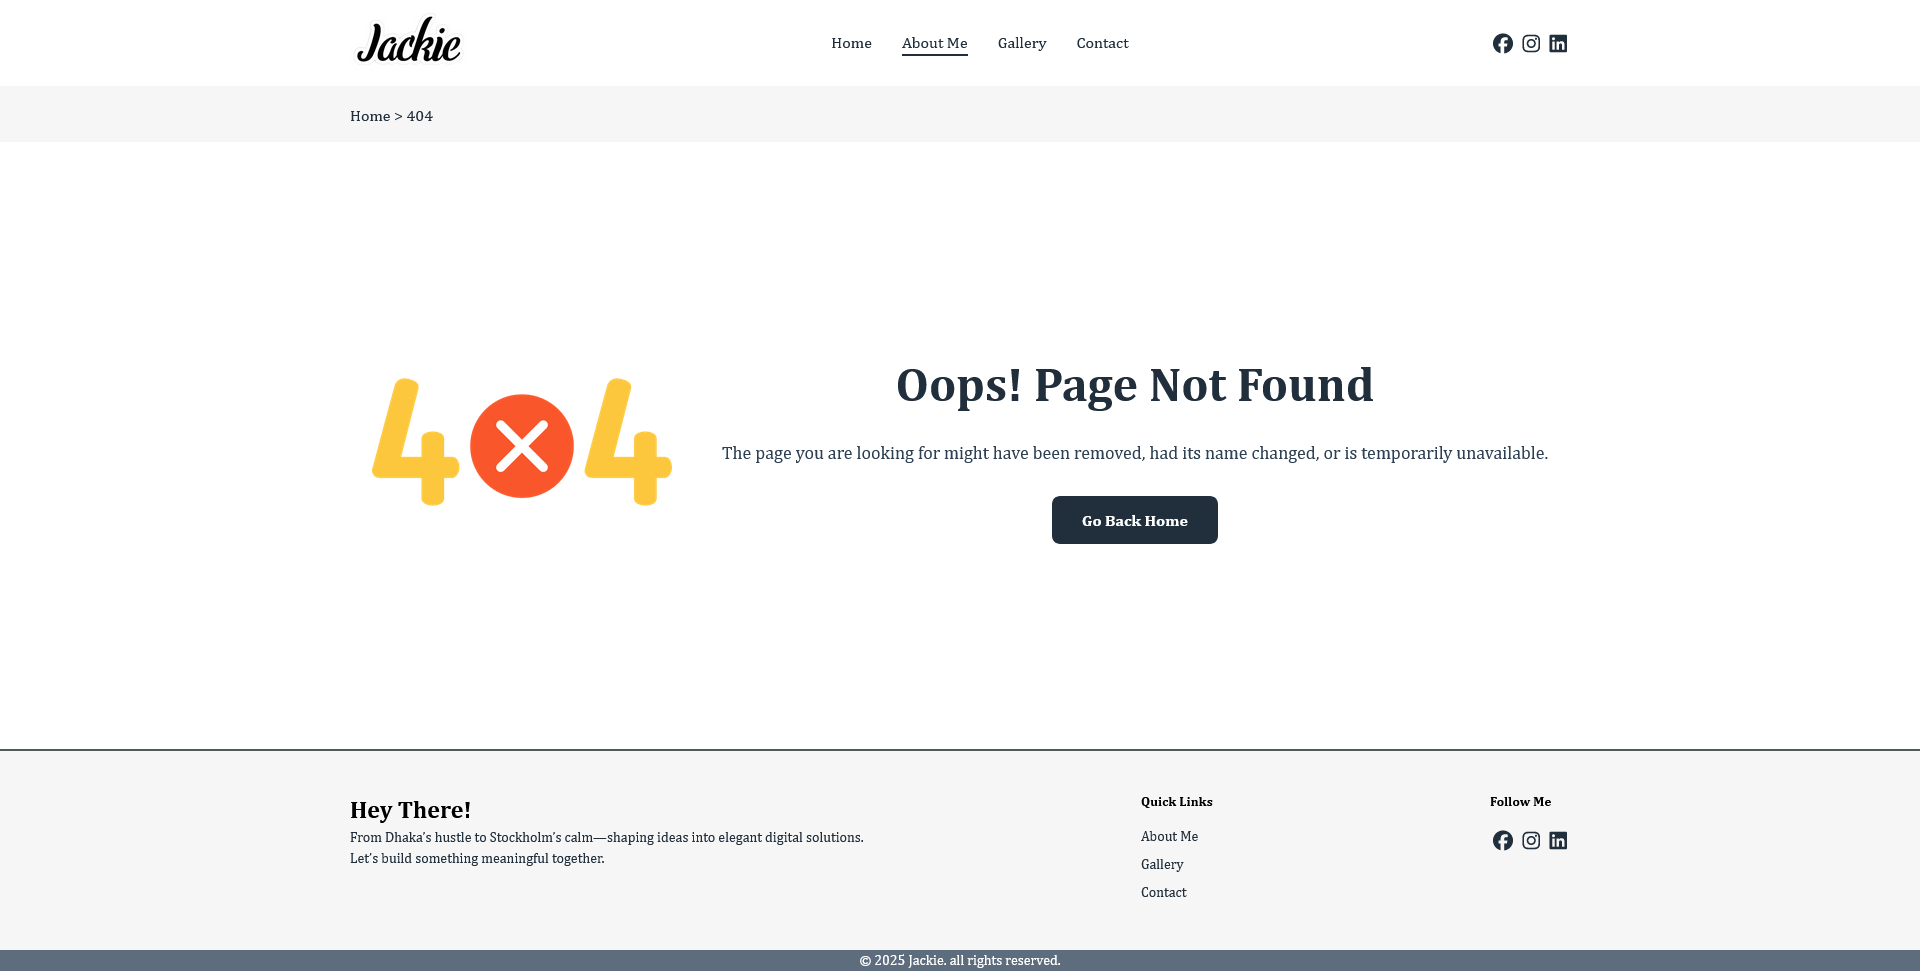 Jackie
Home
About Me
Gallery
Contact
Home > 404
4 4
Oops! Page Not Found
The page you are looking for might have been removed, had its name changed, or is temporarily unavailable.
Go Back Home
Hey There!
From Dhaka’s hustle to Stockholm’s calm—shaping ideas into elegant digital solutions.
Let’s build something meaningful together.
Quick Links
About Me
Gallery
Contact
Follow Me
© 2025 Jackie. all rights reserved.